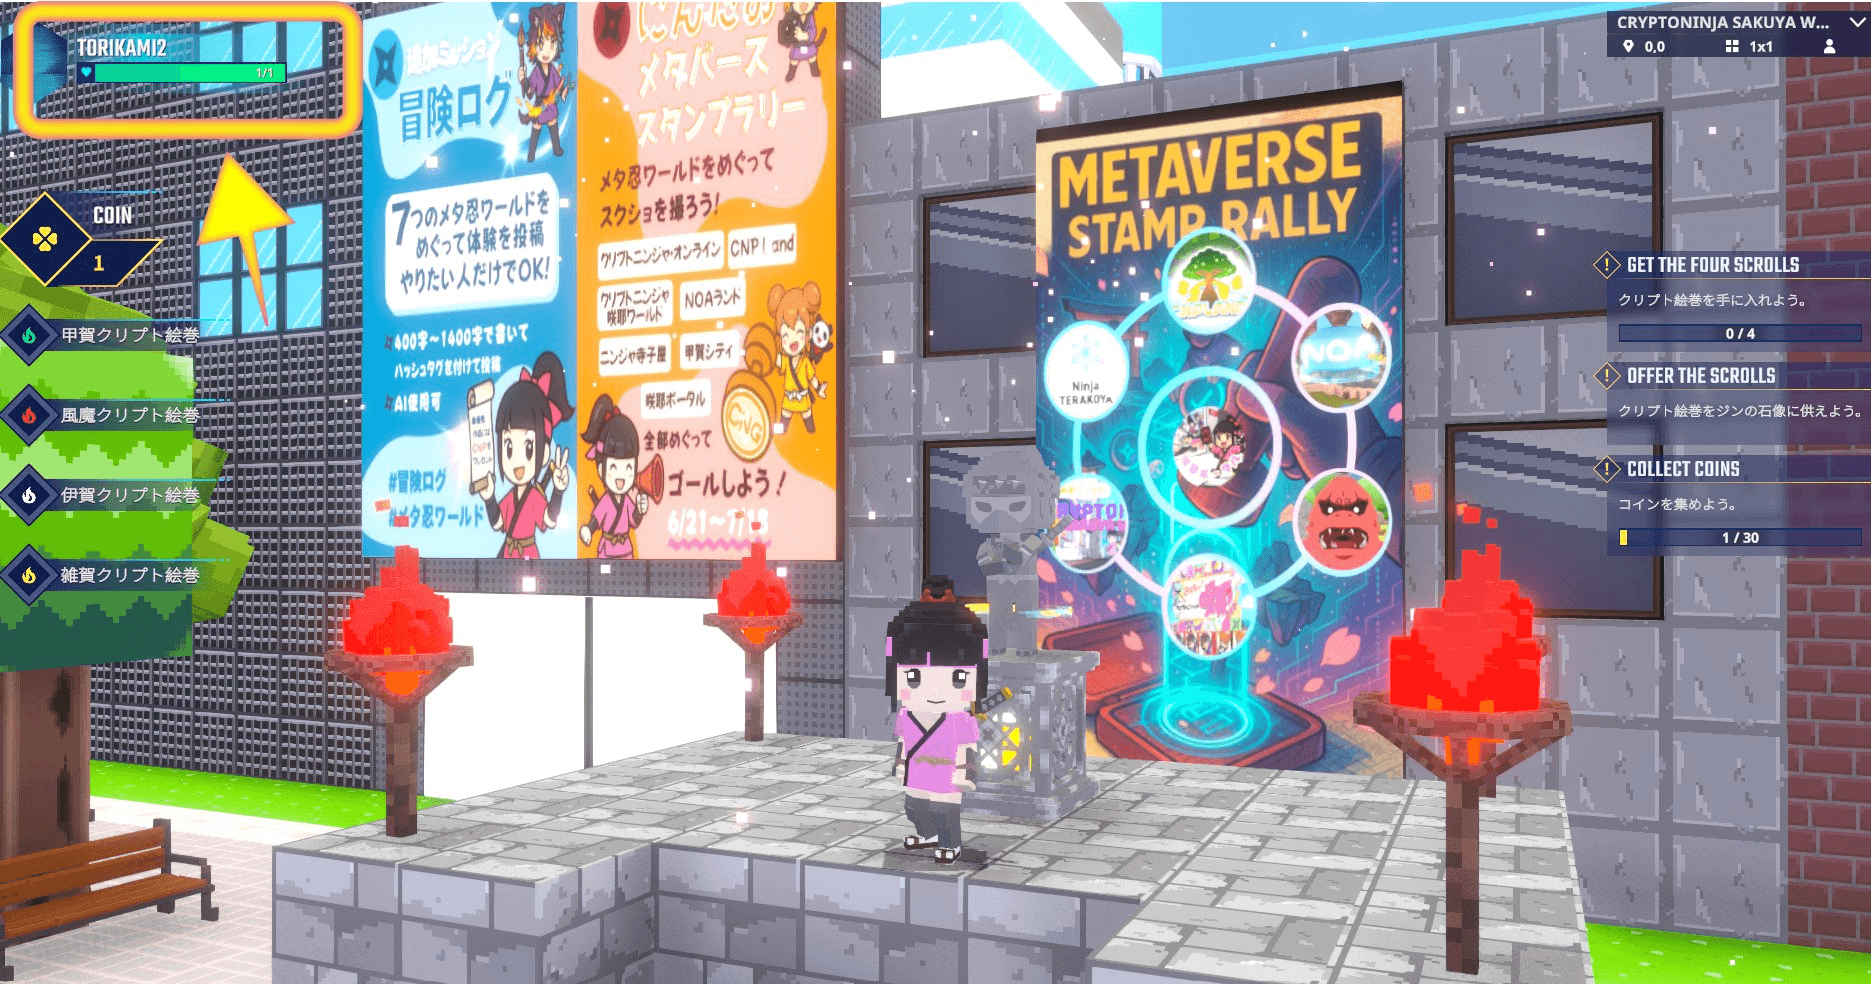 TORIKAMI2
1/1
COIN
1
甲賀クリプト絵巻
風魔クリプト絵巻
伊賀クリプト絵巻
雑賀クリプト絵巻
追加ミッション
冒険ログ
7つのメタ忍ワールドを
めぐって体験を投稿
やりたい人だけでOK!
400字〜1400字で書いて
ハッシュタグを付けて投稿
AI使用可
#冒険ログ
#メタ忍ワールド
にんたま
メタバース
スタンプラリー
メタ忍ワールドをめぐって
スクショを撮ろう!
クリプトニンジャ・オンライン
CNP Land
クリプトニンジャ
咲耶ワールド
NOAランド
ニンジャ寺子屋
甲賀シティ
咲耶ポータル
CNG
全部めぐって
ゴールしよう!
6/21〜7/13
METAVERSE
STAMP RALLY
NOA
Ninja
TERAKOYA
CRYPTONINJA SAKUYA W...
0,0
1x1
GET THE FOUR SCROLLS
クリプト絵巻を手に入れよう。
0 / 4
OFFER THE SCROLLS
クリプト絵巻をジンの石像に供えよう。
COLLECT COINS
コインを集めよう。
1 / 30